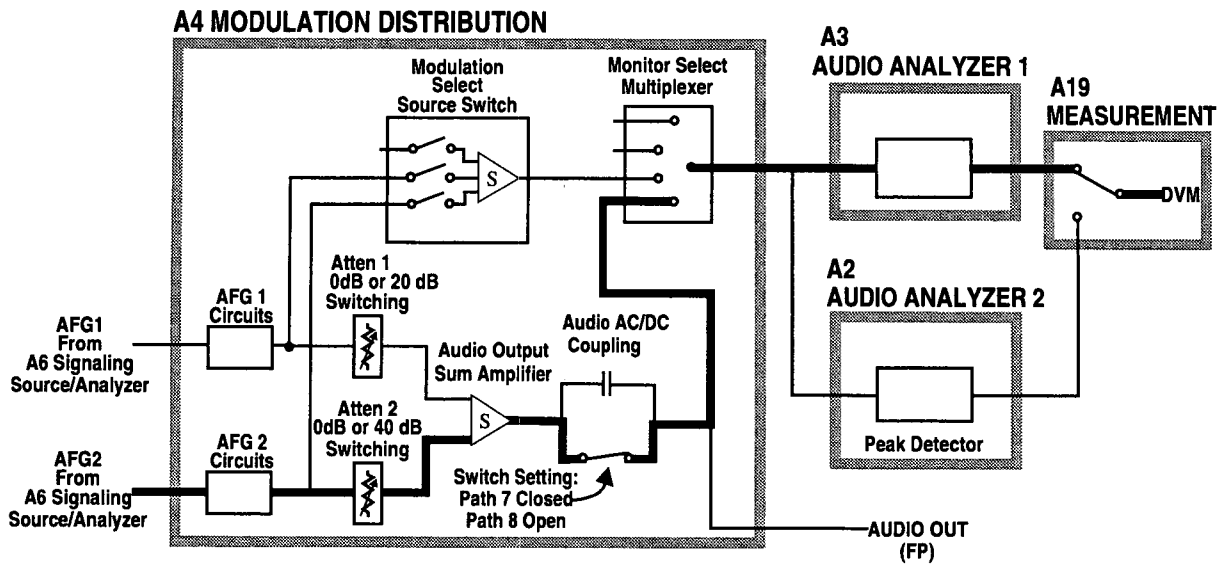 A4 MODULATION DISTRIBUTION
Modulation
Select
Source Switch
S
Monitor Select
Multiplexer
A3
AUDIO ANALYZER 1
A19
MEASUREMENT
DVM
A2
AUDIO ANALYZER 2
Peak Detector
AFG1
From
A6 Signaling
Source/Analyzer
AFG 1
Circuits
Atten 1
0dB or 20 dB
Switching
Audio Output
Sum Amplifier
S
Audio AC/DC
Coupling
AFG2
From
A6 Signaling
Source/Analyzer
AFG 2
Circuits
Atten 2
0dB or 40 dB
Switching
Switch Setting:
Path 7 Closed
Path 8 Open
AUDIO OUT
(FP)